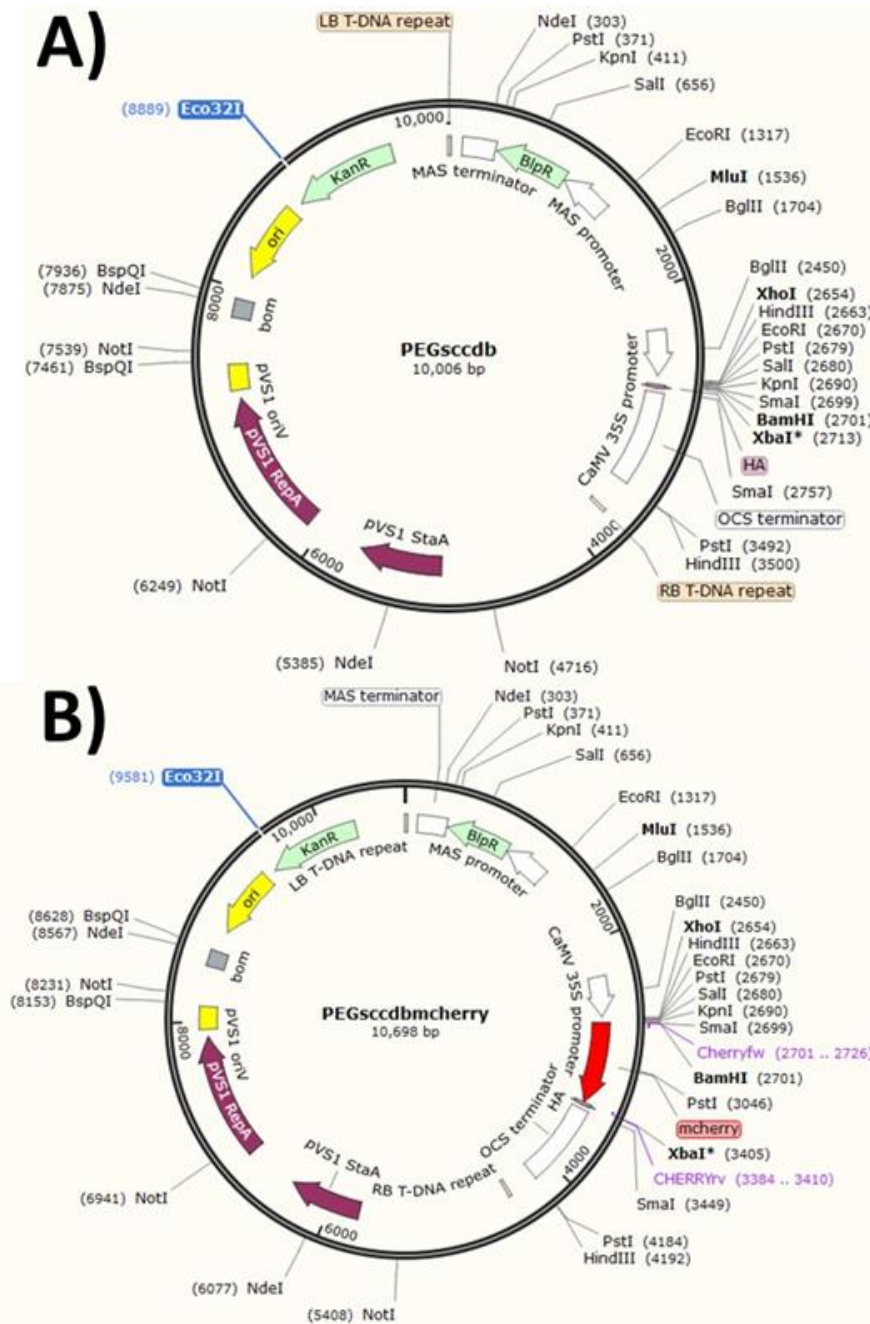 A)
LB T-DNA repeat
NdeI (303)
PstI (371)
KpnI (411)
SalI (656)
(8889) Eco32I
10,000
EcoRI (1317)
KanR
MAS terminator
BlpR
MluI (1536)
MAS promoter
BglII (1704)
ori
2000
(7936) BspQI
(7875) NdeI
8000
bom
BglII (2450)
XhoI (2654)
HindIII (2663)
EcoRI (2670)
PstI (2679)
SalI (2680)
KpnI (2690)
SmaI (2699)
BamHI (2701)
XbaI* (2713)
HA
SmaI (2757)
OCS terminator
PEGsccdb
10,006 bp
(7539) NotI
(7461) BspQI
pVS1 oriV
CaMV 35S promoter
pVS1 RepA
pVS1 StaA
4000
PstI (3492)
HindIII (3500)
6000
RB T-DNA repeat
(6249) NotI
(5385) NdeI
NotI (4716)
B)
MAS terminator
NdeI (303)
PstI (371)
KpnI (411)
SalI (656)
(9581) Eco32I
10,000
EcoRI (1317)
KanR
BlpR
LB T-DNA repeat
MAS promoter
MluI (1536)
BglII (1704)
ori
2000
(8628) BspQI
(8567) NdeI
bom
BglII (2450)
XhoI (2654)
HindIII (2663)
EcoRI (2670)
PstI (2679)
SalI (2680)
KpnI (2690)
SmaI (2699)
Cherryfw (2701 .. 2726)
BamHI (2701)
PstI (3046)
mcherry
XbaI* (3405)
CHERRYrv (3384 .. 3410)
SmaI (3449)
CaMV 35S promoter
PEGsccdbmcherry
10,698 bp
(8231) NotI
(8153) BspQI
8000
pVS1 oriV
HA
OCS terminator
pVS1 RepA
4000
pVS1 StaA
RB T-DNA repeat
(6941) NotI
6000
PstI (4184)
HindIII (4192)
(6077) NdeI
(5408) NotI